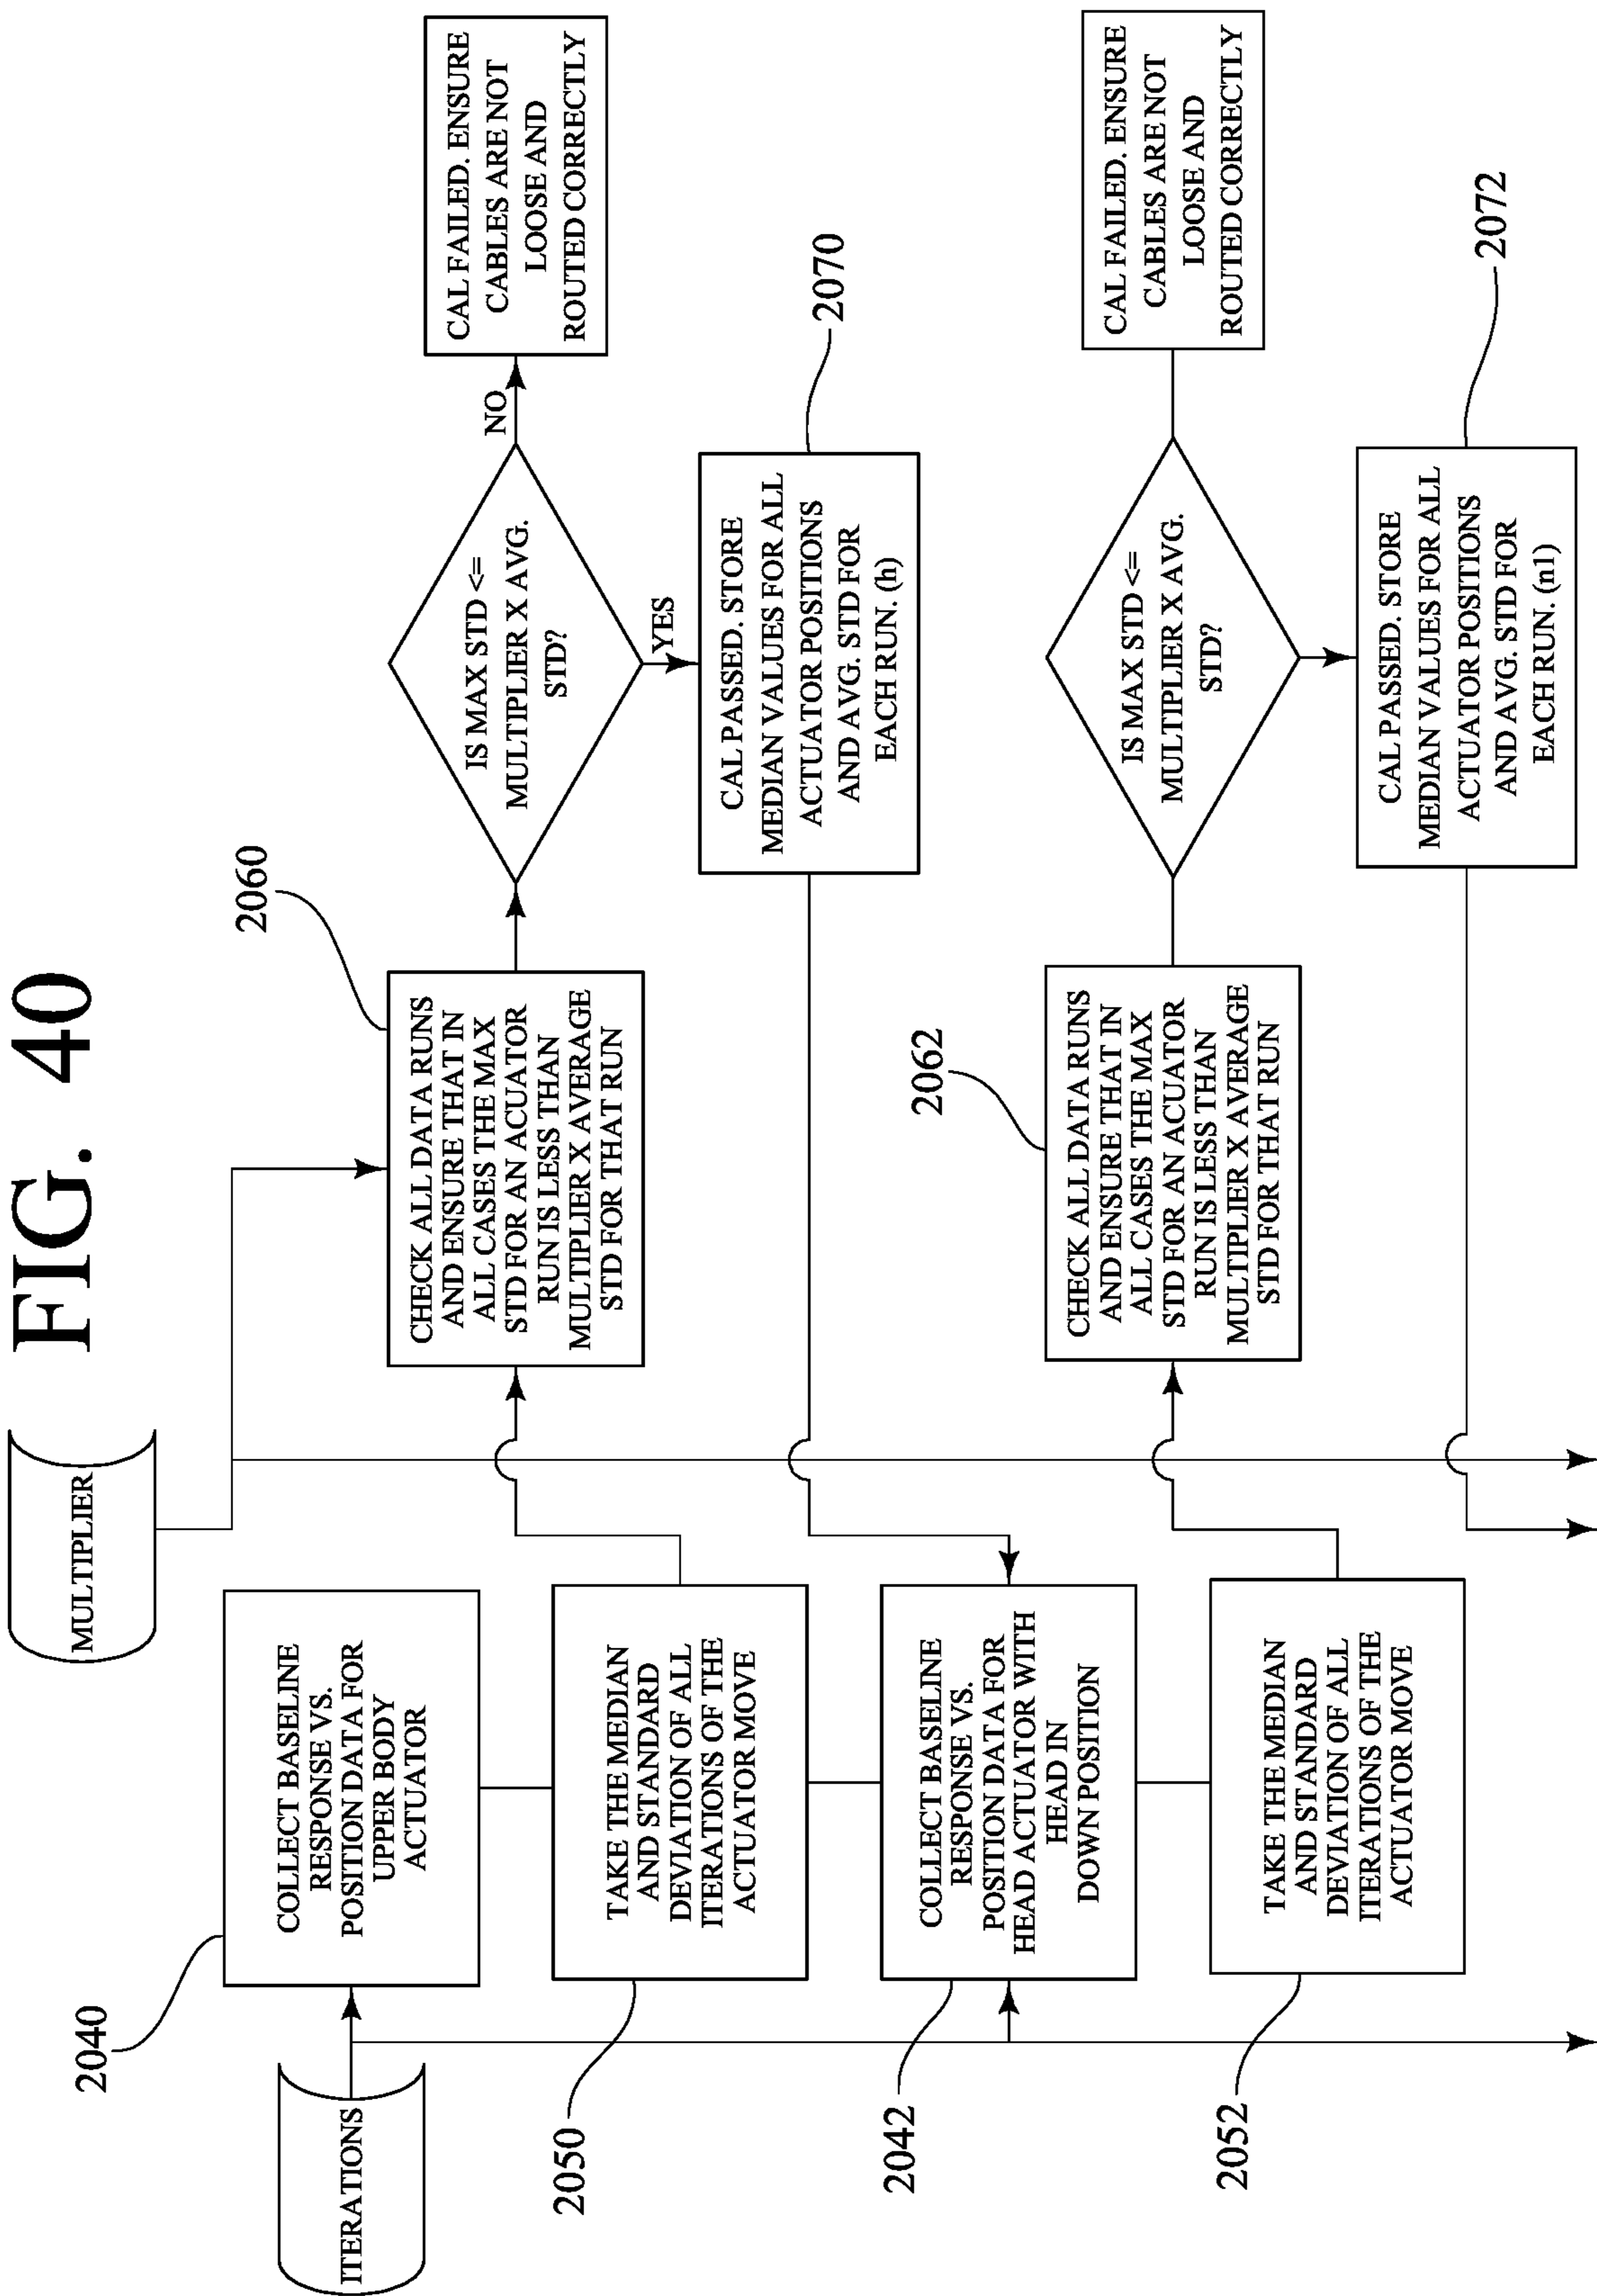 FIG. 40
MULTIPLIER
ITERATIONS
2040
COLLECT BASELINE
RESPONSE VS.
POSITION DATA FOR
UPPER BODY
ACTUATOR
2050
TAKE THE MEDIAN
AND STANDARD
DEVIATION OF ALL
ITERATIONS OF THE
ACTUATOR MOVE
2060
CHECK ALL DATA RUNS
AND ENSURE THAT IN
ALL CASES THE MAX
STD FOR AN ACUATOR
RUN IS LESS THAN
MULTIPLIER X AVERAGE
STD FOR THAT RUN
IS MAX STD <=
MULTIPLIER X AVG.
STD?
NO
CAL FAILED. ENSURE
CABLES ARE NOT
LOOSE AND
ROUTED CORRECTLY
YES
2070
CAL PASSED. STORE
MEDIAN VALUES FOR ALL
ACTUATOR POSITIONS
AND AVG. STD FOR
EACH RUN. (h)
2042
COLLECT BASELINE
RESPONSE VS.
POSITION DATA FOR
HEAD ACTUATOR WITH
HEAD IN
DOWN POSITION
2052
TAKE THE MEDIAN
AND STANDARD
DEVIATION OF ALL
ITERATIONS OF THE
ACTUATOR MOVE
2062
CHECK ALL DATA RUNS
AND ENSURE THAT IN
ALL CASES THE MAX
STD FOR AN ACUATOR
RUN IS LESS THAN
MULTIPLIER X AVERAGE
STD FOR THAT RUN
IS MAX STD <=
MULTIPLIER X AVG.
STD?
CAL FAILED. ENSURE
CABLES ARE NOT
LOOSE AND
ROUTED CORRECTLY
2072
CAL PASSED. STORE
MEDIAN VALUES FOR ALL
ACTUATOR POSITIONS
AND AVG. STD FOR
EACH RUN. (n1)